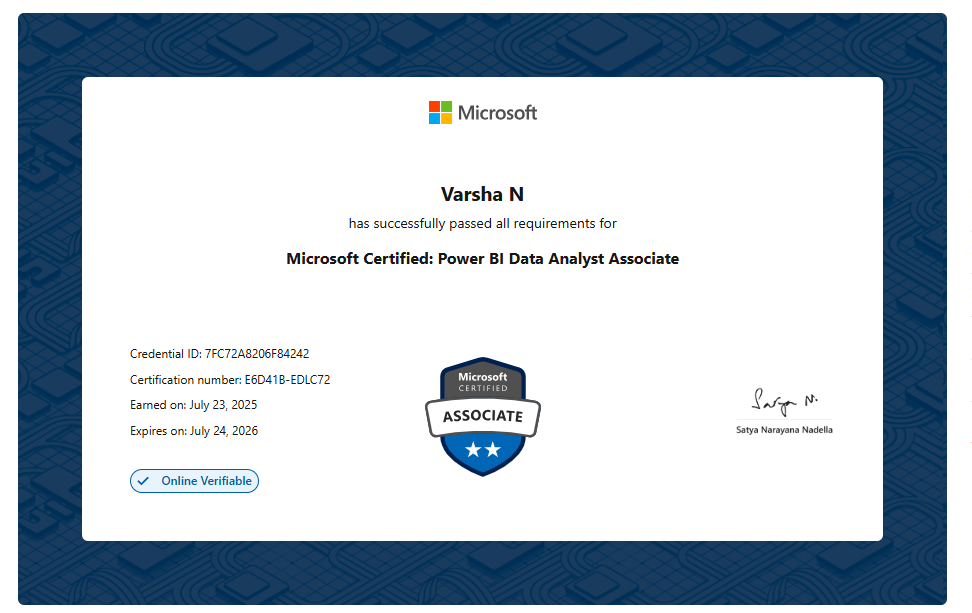 Microsoft
Varsha N
has successfully passed all requirements for
Microsoft Certified: Power BI Data Analyst Associate
Credential ID: 7FC72A8206F84242
Certification number: E6D41B-EDLC72
Earned on: July 23, 2025
Expires on: July 24, 2026
Online Verifiable
Microsoft
CERTIFIED
ASSOCIATE
Satya N.
Satya Narayana Nadella